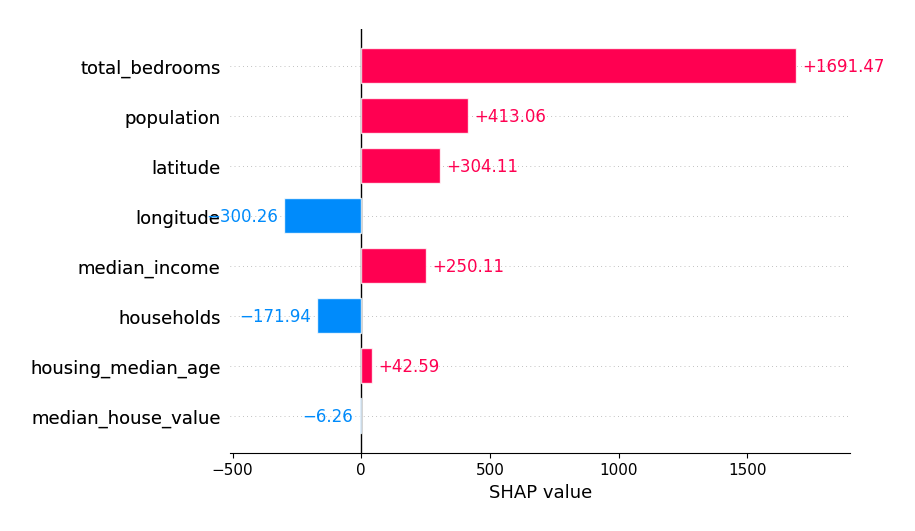 total_bedrooms +1691.47
population +413.06
latitude +304.11
longitude −300.26
median_income +250.11
households −171.94
housing_median_age +42.59
median_house_value −6.26
−500 0 500 1000 1500
SHAP value